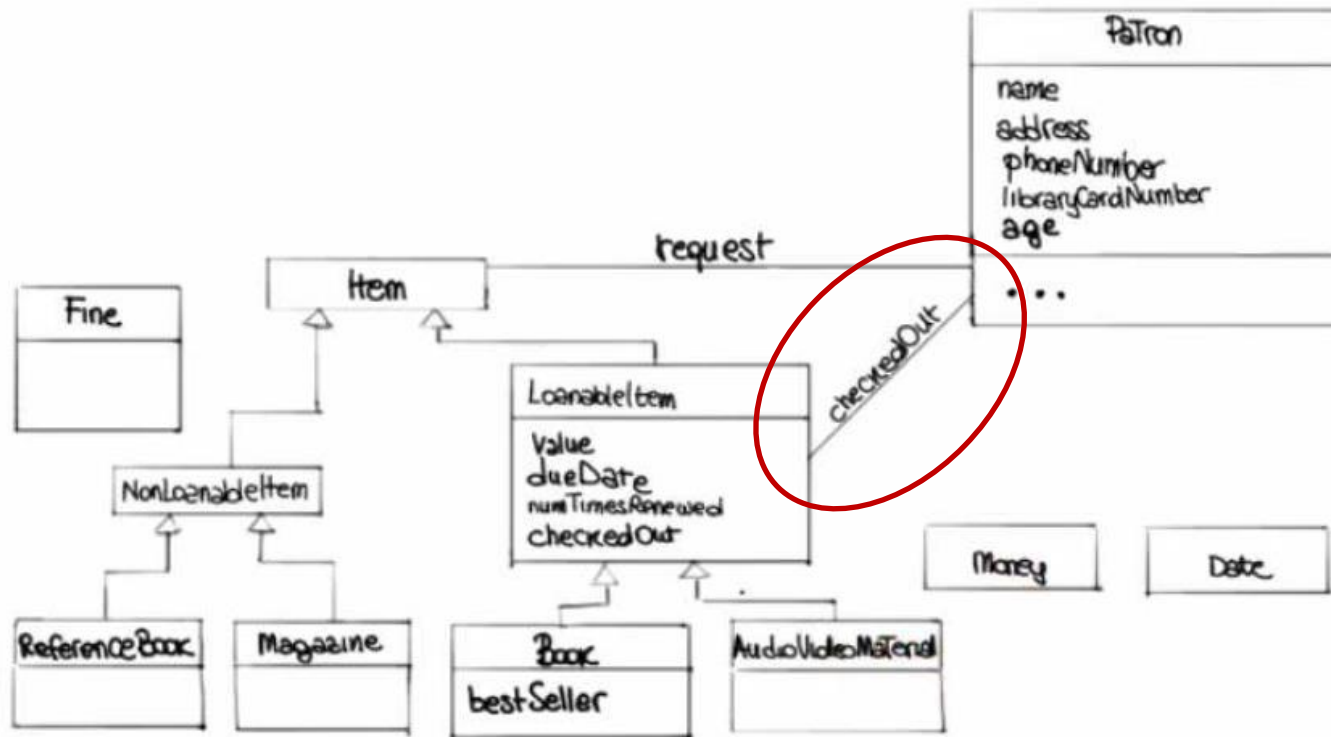 Patron
name
address
phoneNumber
libraryCardNumber
age
...
request
Item
Fine
checkedOut
LoanableItem
value
dueDate
numTimesRenewed
checkedOut
NonLoanableItem
Money
Date
ReferenceBook
Magazine
Book
bestSeller
AudioVideoMaterial